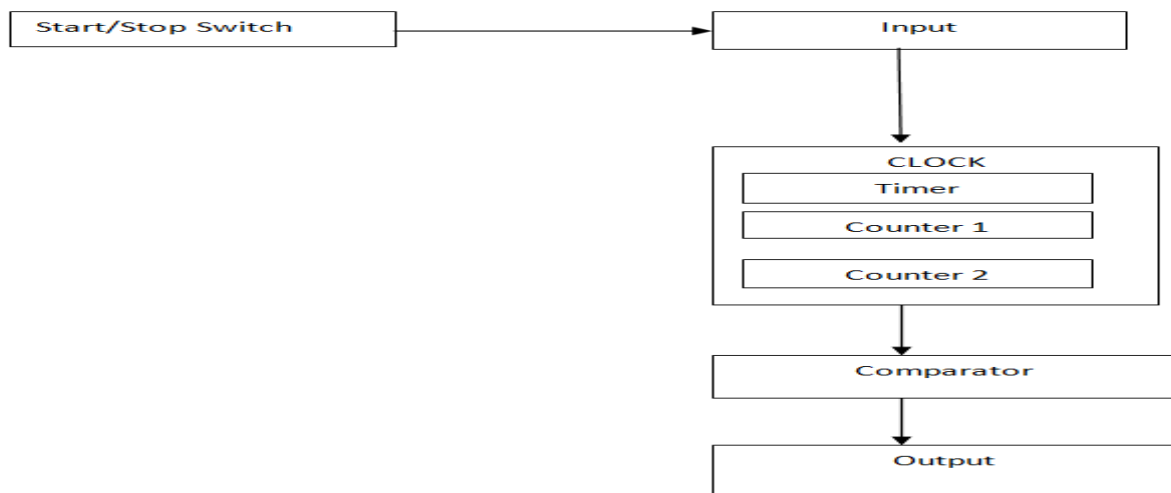 Start/Stop Switch
Input
CLOCK
Timer
Counter 1
Counter 2
Comparator
Output